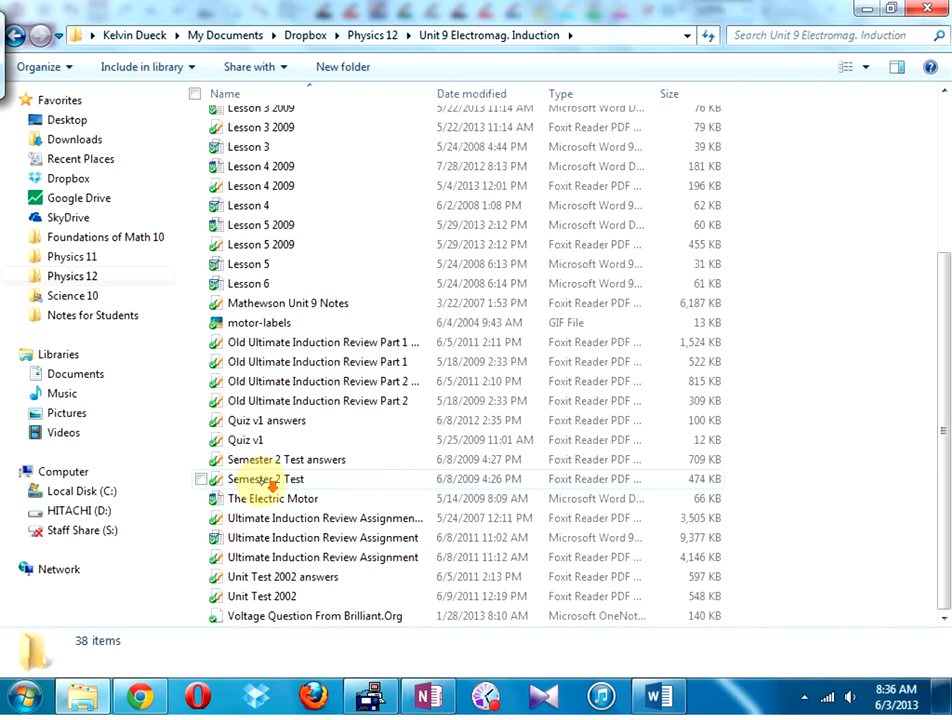 Kelvin Dueck ▸ My Documents ▸ Dropbox ▸ Physics 12 ▸ Unit 9 Electromag. Induction ▸ Search Unit 9 Electromag. Induction
Organize Include in library Share with New folder
Name Date modified Type Size
Favorites
Desktop
Downloads
Recent Places
Dropbox
Google Drive
SkyDrive
Foundations of Math 10
Physics 11
Physics 12
Science 10
Notes for Students
Libraries
Documents
Music
Pictures
Videos
Computer
Local Disk (C:)
HITACHI (D:)
Staff Share (S:)
Network
Lesson 3 2009 5/22/2013 11:14 AM Microsoft Word D... 76 KB
Lesson 3 2009 5/22/2013 11:14 AM Foxit Reader PDF ... 79 KB
Lesson 3 5/24/2008 4:44 PM Microsoft Word 9... 39 KB
Lesson 4 2009 7/28/2012 8:13 PM Microsoft Word D... 181 KB
Lesson 4 2009 5/4/2013 12:01 PM Foxit Reader PDF ... 196 KB
Lesson 4 6/2/2008 1:08 PM Microsoft Word 9... 62 KB
Lesson 5 2009 5/29/2013 2:12 PM Microsoft Word D... 60 KB
Lesson 5 2009 5/29/2013 2:12 PM Foxit Reader PDF ... 455 KB
Lesson 5 5/24/2008 6:13 PM Microsoft Word 9... 31 KB
Lesson 6 5/24/2008 6:14 PM Microsoft Word 9... 61 KB
Mathewson Unit 9 Notes 3/22/2007 1:53 PM Foxit Reader PDF ... 6,187 KB
motor-labels 6/4/2004 9:43 AM GIF File 13 KB
Old Ultimate Induction Review Part 1 ... 6/5/2011 2:11 PM Foxit Reader PDF ... 1,524 KB
Old Ultimate Induction Review Part 1 5/18/2009 2:33 PM Foxit Reader PDF ... 522 KB
Old Ultimate Induction Review Part 2 ... 6/5/2011 2:10 PM Foxit Reader PDF ... 815 KB
Old Ultimate Induction Review Part 2 5/18/2009 2:33 PM Foxit Reader PDF ... 309 KB
Quiz v1 answers 6/8/2012 2:35 PM Foxit Reader PDF ... 100 KB
Quiz v1 5/25/2009 11:01 AM Foxit Reader PDF ... 12 KB
Semester 2 Test answers 6/8/2009 4:27 PM Foxit Reader PDF ... 709 KB
Semester 2 Test 6/8/2009 4:26 PM Foxit Reader PDF ... 474 KB
The Electric Motor 5/14/2009 8:09 AM Microsoft Word D... 66 KB
Ultimate Induction Review Assignmen... 5/24/2007 12:11 PM Foxit Reader PDF ... 3,505 KB
Ultimate Induction Review Assignment 6/8/2011 11:02 AM Microsoft Word 9... 9,377 KB
Ultimate Induction Review Assignment 6/8/2011 11:12 AM Foxit Reader PDF ... 4,146 KB
Unit Test 2002 answers 6/5/2011 2:13 PM Foxit Reader PDF ... 597 KB
Unit Test 2002 6/9/2011 12:19 PM Foxit Reader PDF ... 548 KB
Voltage Question From Brilliant.Org 1/28/2013 8:10 AM Microsoft OneNot... 140 KB
38 items
8:36 AM
6/3/2013